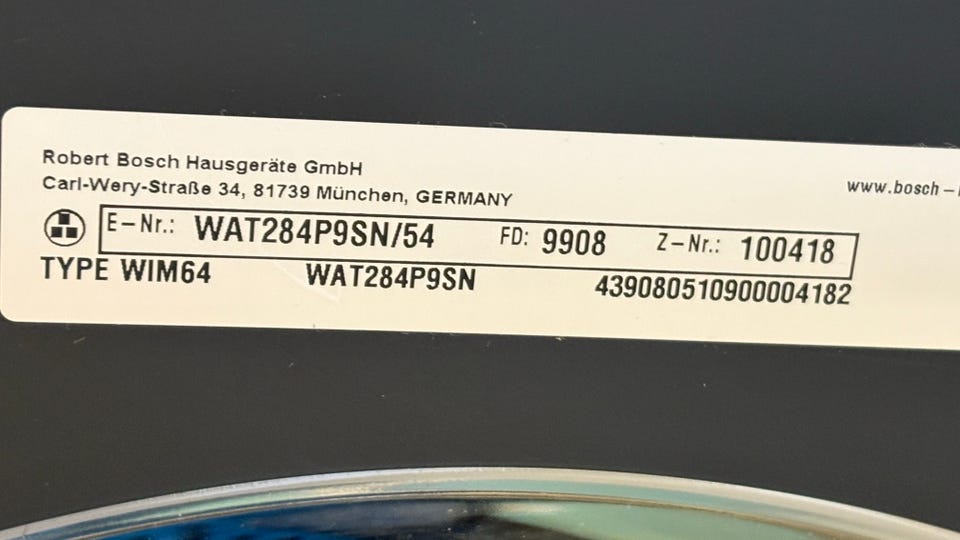 Robert Bosch Hausgeräte GmbH
Carl-Wery-Straße 34, 81739 München, GERMANY
www.bosch-
E-Nr.: WAT284P9SN/54 FD: 9908 Z-Nr.: 100418
TYPE WIM64 WAT284P9SN 439080510900004182